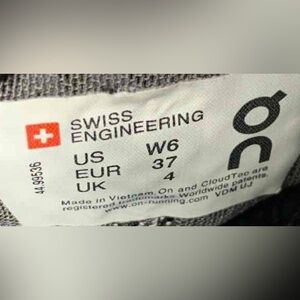 SWISS
ENGINEERING
US W6
EUR 37
UK 4
44.99536
Made in Vietnam On and CloudTec are
registered trademarks Worldwide patents.
www.on-running.com VDM UJ
On